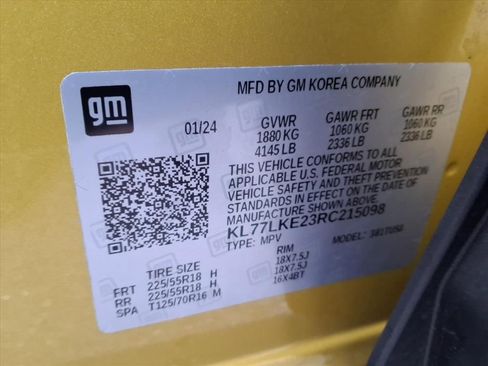 gm
MFD BY GM KOREA COMPANY
01/24 GVWR GAWR FRT GAWR RR
1880 KG 1060 KG 1060 KG
4145 LB 2336 LB 2336 LB
THIS VEHICLE CONFORMS TO ALL
APPLICABLE U.S. FEDERAL MOTOR
VEHICLE SAFETY AND THEFT PREVENTION
STANDARDS IN EFFECT ON THE DATE OF
MANUFACTURE SHOWN ABOVE.
KL77LKE23RC215098
TYPE: MPV MODEL:
TIRE SIZE RIM
FRT 225/55R18 H 18X7.5J
RR 225/55R18 H 18X7.5J
SPA T125/70R16 M 16X4BT